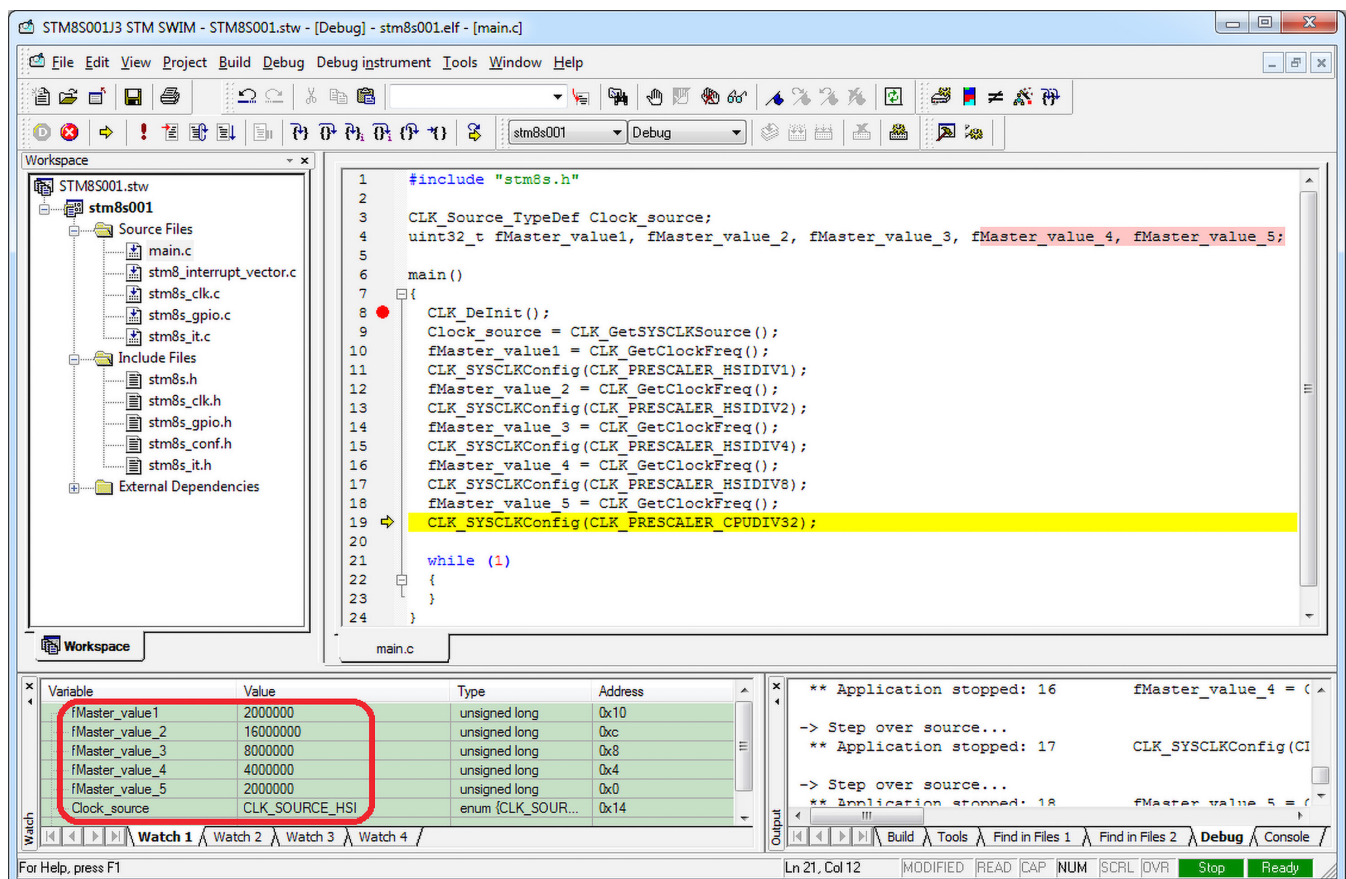 STM8S001J3 STM SWIM - STM8S001.stw - [Debug] - stm8s001.elf - [main.c]
File Edit View Project Build Debug Debug instrument Tools Window Help
stm8s001 Debug
Workspace
STM8S001.stw
stm8s001
Source Files
main.c
stm8_interrupt_vector.c
stm8s_clk.c
stm8s_gpio.c
stm8s_it.c
Include Files
stm8s.h
stm8s_clk.h
stm8s_gpio.h
stm8s_conf.h
stm8s_it.h
External Dependencies
Workspace
1 #include "stm8s.h"
2
3 CLK_Source_TypeDef Clock_source;
4 uint32_t fMaster_value1, fMaster_value_2, fMaster_value_3, fMaster_value_4, fMaster_value_5;
5
6 main()
7 {
8 CLK_DeInit();
9 Clock_source = CLK_GetSYSCLKSource();
10 fMaster_value1 = CLK_GetClockFreq();
11 CLK_SYSCLKConfig(CLK_PRESCALER_HSIDIV1);
12 fMaster_value_2 = CLK_GetClockFreq();
13 CLK_SYSCLKConfig(CLK_PRESCALER_HSIDIV2);
14 fMaster_value_3 = CLK_GetClockFreq();
15 CLK_SYSCLKConfig(CLK_PRESCALER_HSIDIV4);
16 fMaster_value_4 = CLK_GetClockFreq();
17 CLK_SYSCLKConfig(CLK_PRESCALER_HSIDIV8);
18 fMaster_value_5 = CLK_GetClockFreq();
19 CLK_SYSCLKConfig(CLK_PRESCALER_CPUDIV32);
20
21 while (1)
22 {
23 }
24 }
main.c
Variable Value Type Address
fMaster_value1 2000000 unsigned long 0x10
fMaster_value_2 16000000 unsigned long 0xc
fMaster_value_3 8000000 unsigned long 0x8
fMaster_value_4 4000000 unsigned long 0x4
fMaster_value_5 2000000 unsigned long 0x0
Clock_source CLK_SOURCE_HSI enum {CLK_SOUR... 0x14
Watch
Watch 1 Watch 2 Watch 3 Watch 4
** Application stopped: 16 fMaster_value_4 = (
-> Step over source...
** Application stopped: 17 CLK_SYSCLKConfig(Cl
-> Step over source...
** Application stopped: 18 fMaster_value_5 = (
Output
Build Tools Find in Files 1 Find in Files 2 Debug Console
For Help, press F1
Ln 21, Col 12 MODIFIED READ CAP NUM SCRL OVR Stop Ready